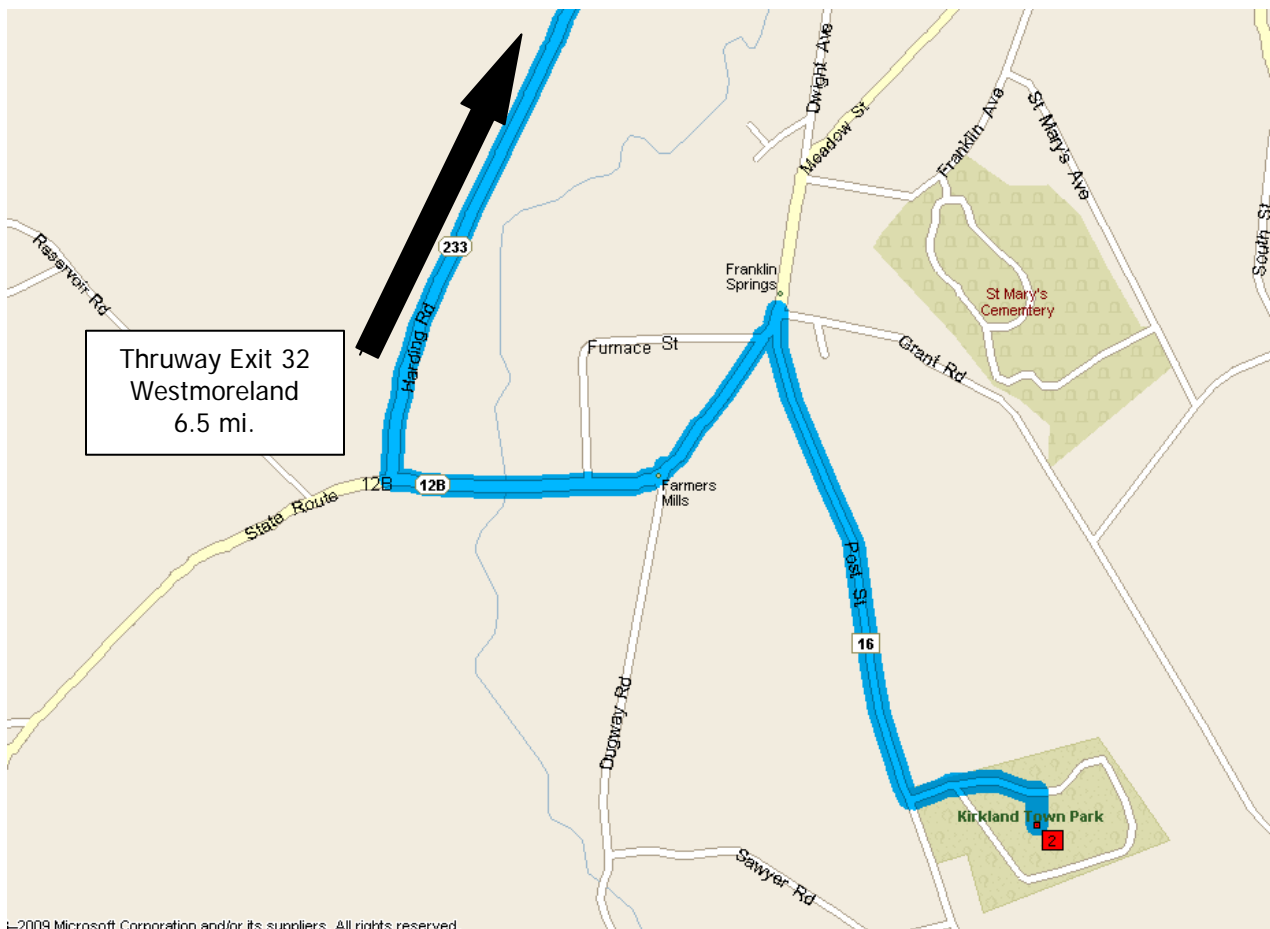 Dwight Ave
Meadow St
Franklin Ave
St Mary's Ave
South St
Reservoir Rd
233
Franklin
Springs
St Mary's
Cememtery
Harding Rd
Furnace St
Grant Rd
Thruway Exit 32
Westmoreland
6.5 mi.
12B
12B
Farmers
Mills
State Route
Post St
16
Dugway Rd
Kirkland Town Park
2
Sawyer Rd
2009 Microsoft Corporation and/or its suppliers. All rights reserved.